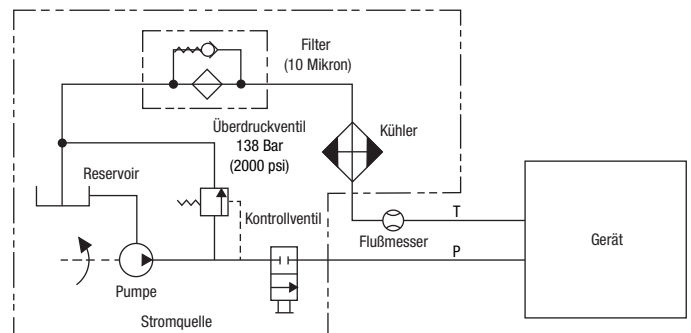 Filter
(10 Mikron)
Überdruckventil
138 Bar
(2000 psi)
Kühler
Reservoir
Kontrollventil
T
Flußmesser
P
Gerät
Pumpe
Stromquelle